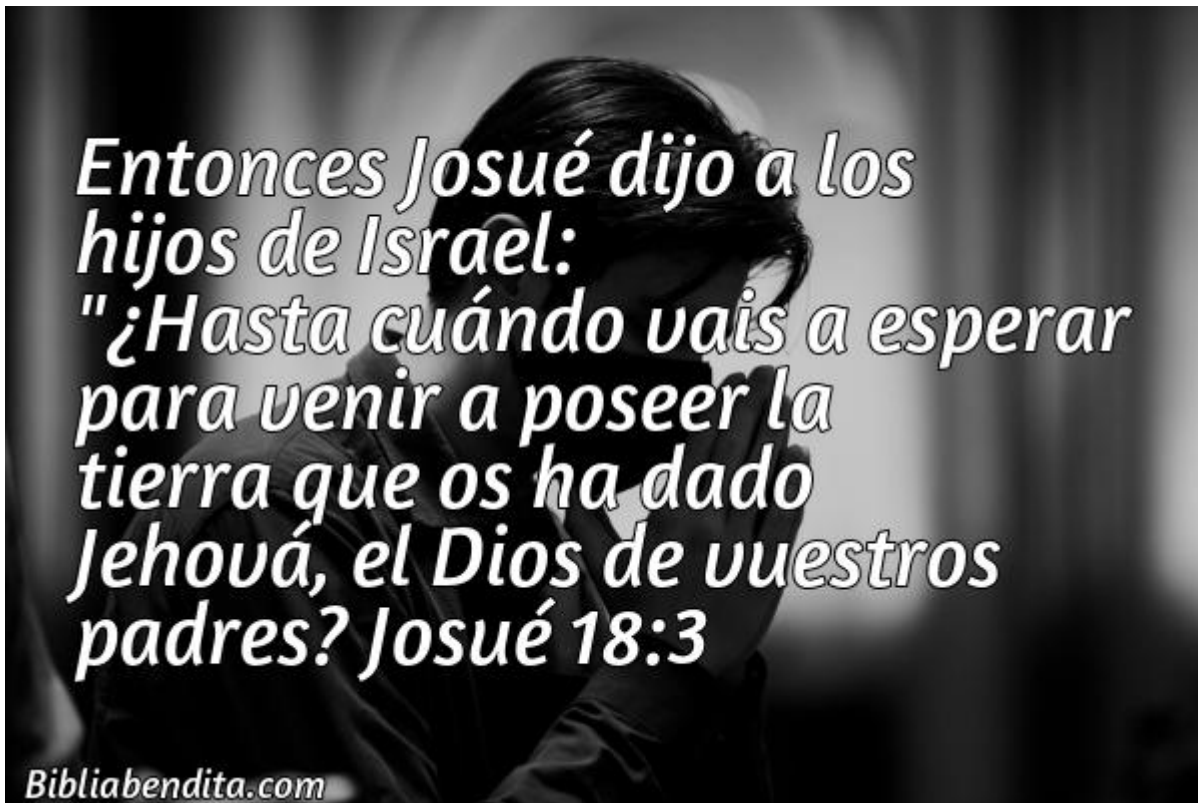 Entonces Josué dijo a los
hijos de Israel:
"¿Hasta cuándo vais a esperar
para venir a poseer la
tierra que os ha dado
Jehová, el Dios de vuestros
padres? Josué 18:3
Bibliabendita.com